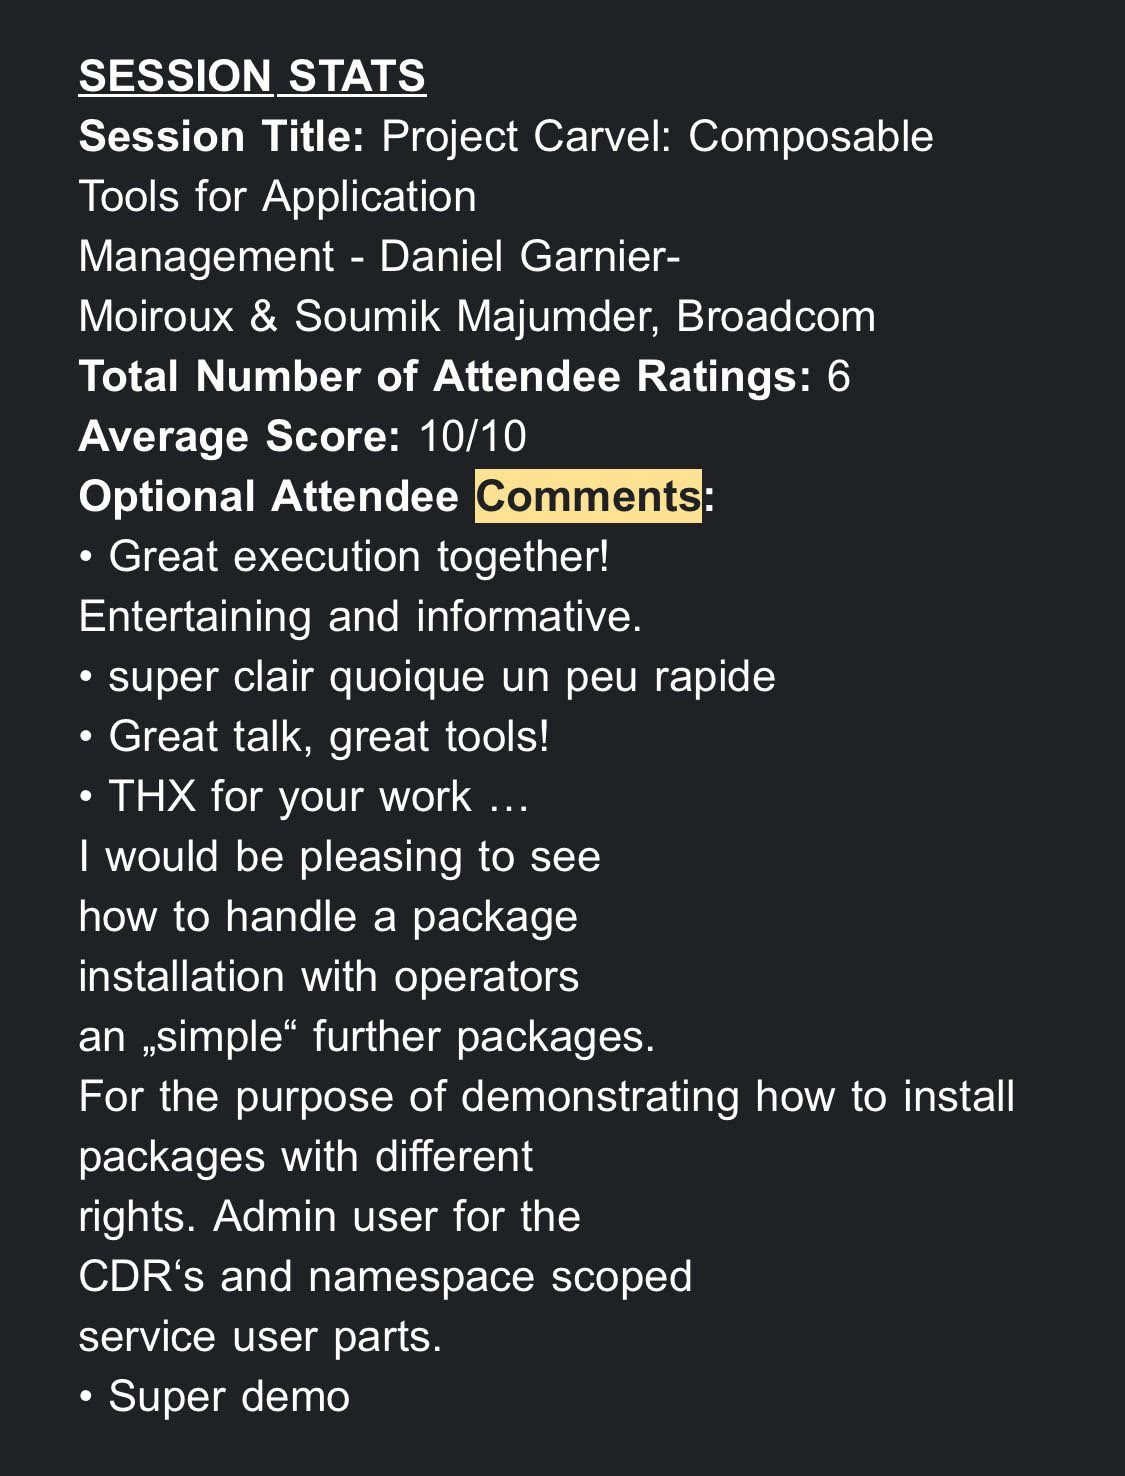 SESSION STATS
Session Title: Project Carvel: Composable
Tools for Application
Management - Daniel Garnier-
Moiroux & Soumik Majumder, Broadcom
Total Number of Attendee Ratings: 6
Average Score: 10/10
Optional Attendee Comments:
• Great execution together!
Entertaining and informative.
• super clair quoique un peu rapide
• Great talk, great tools!
• THX for your work …
I would be pleasing to see
how to handle a package
installation with operators
an „simple“ further packages.
For the purpose of demonstrating how to install
packages with different
rights. Admin user for the
CDR‘s and namespace scoped
service user parts.
• Super demo